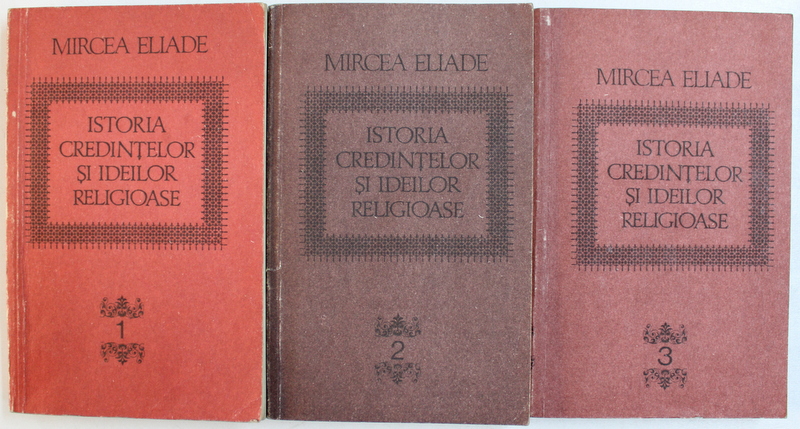 MIRCEA ELIADE
ISTORIA
CREDINȚELOR
ȘI IDEILOR
RELIGIOASE
1
MIRCEA ELIADE
ISTORIA
CREDINȚELOR
ȘI IDEILOR
RELIGIOASE
2
MIRCEA ELIADE
ISTORIA
CREDINȚELOR
ȘI IDEILOR
RELIGIOASE
3